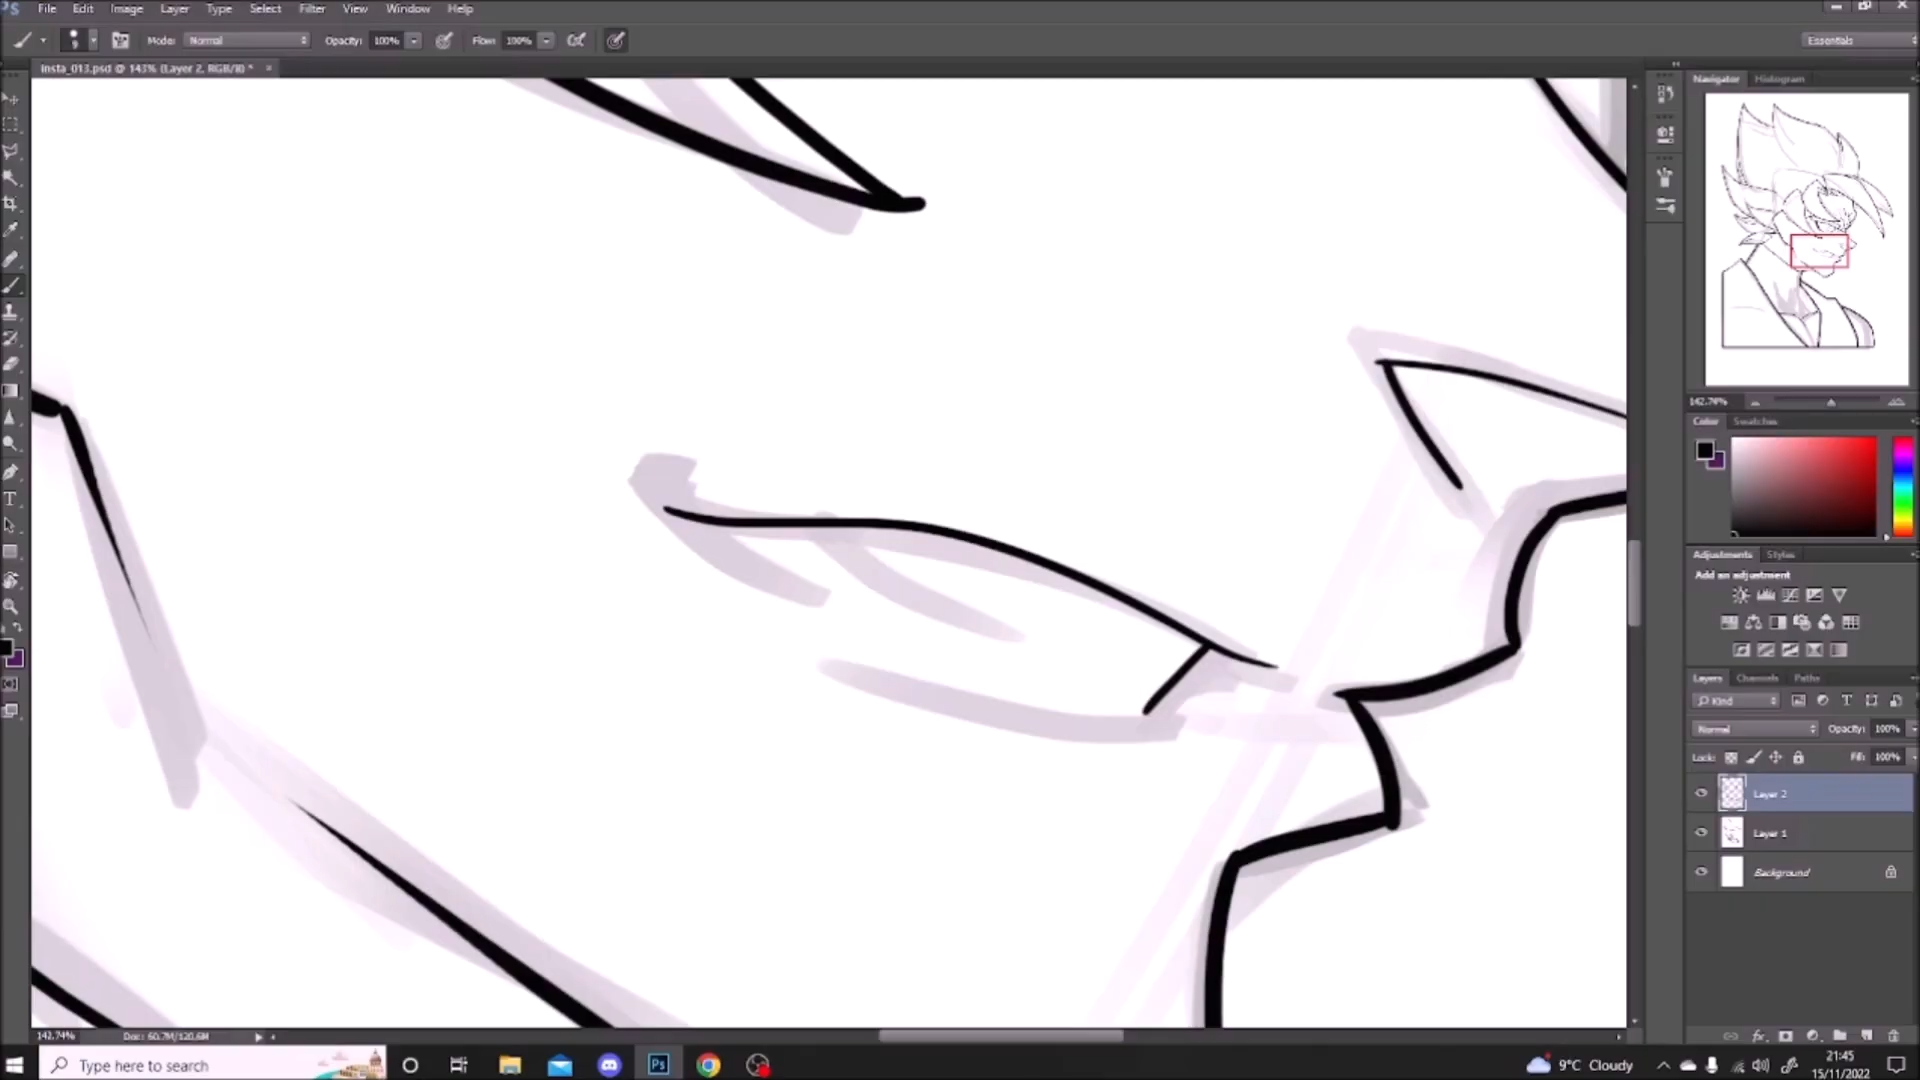 Ps File Edit Image Layer Type Select Filter View Window Help
Mode: Normal Opacity: 100% Flow: 100% Essentials
insta_013.psd @ 143% (Layer 2, RGB/8) *
Navigator Histogram
142.74%
Color Swatches
Adjustments Styles
Add an adjustment
Layers Channels Paths
Kind
Normal Opacity: 100%
Lock: Fill: 100%
Layer 2
Layer 1
Background
142.74% Doc: 60.7M/120.6M
Type here to search Ps 9°C Cloudy 21:45
15/11/2022